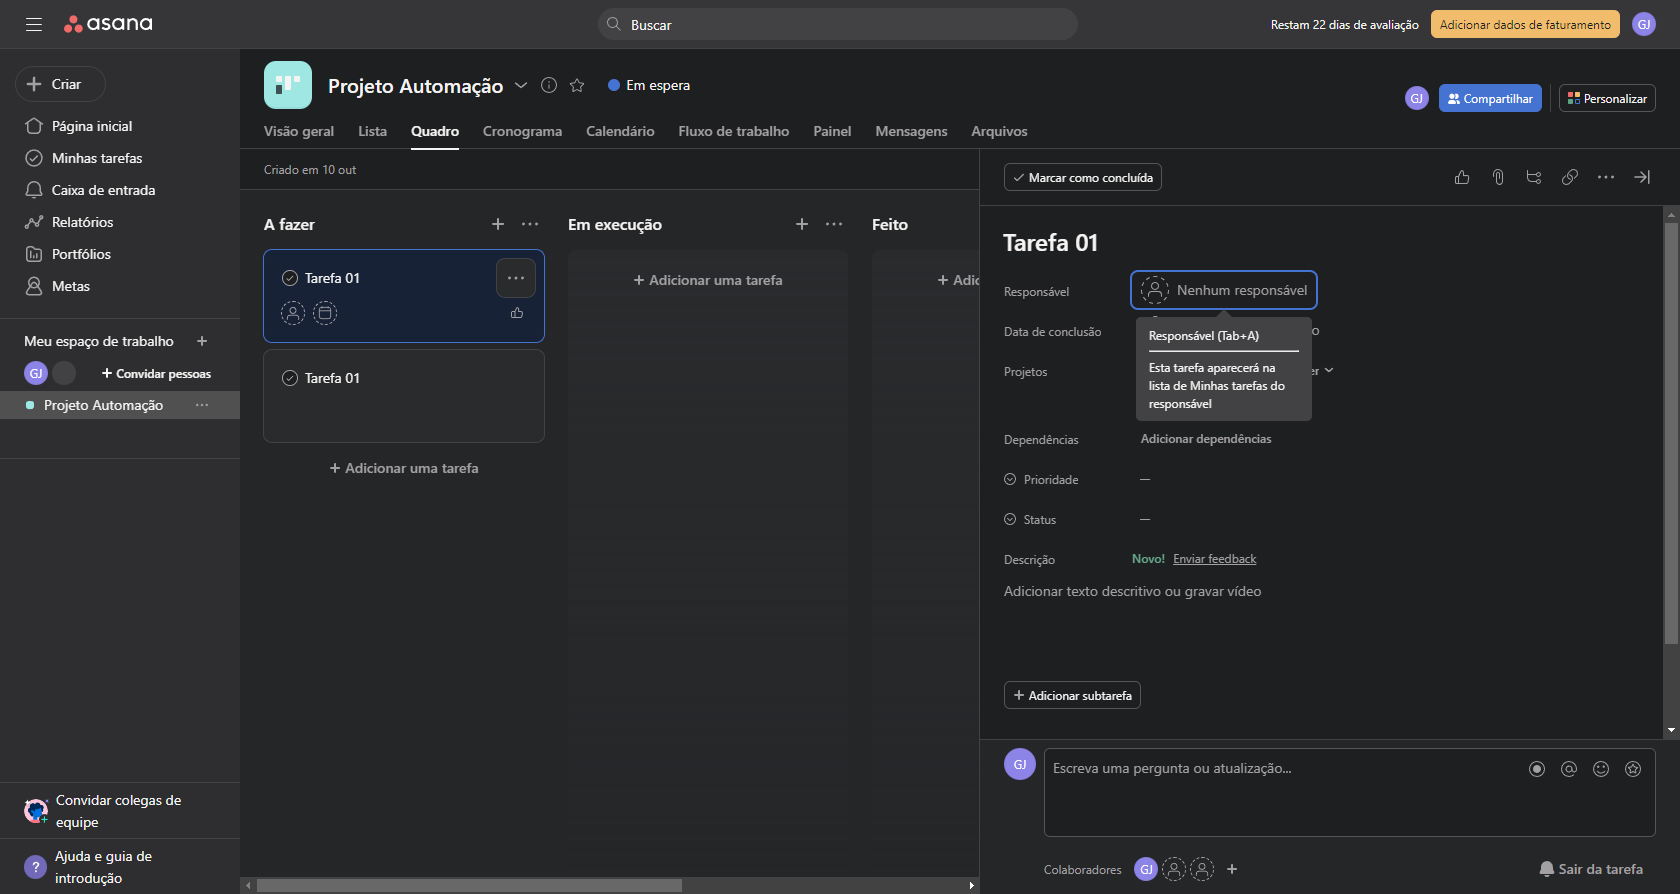 asana
Buscar
Restam 22 dias de avaliação
Adicionar dados de faturamento
GJ
Criar
Página inicial
Minhas tarefas
Caixa de entrada
Relatórios
Portfólios
Metas
Meu espaço de trabalho
GJ
Convidar pessoas
Projeto Automação
Convidar colegas de
equipe
?
Ajuda e guia de
introdução
Projeto Automação
Em espera
GJ
Compartilhar
Personalizar
Visão geral
Lista
Quadro
Cronograma
Calendário
Fluxo de trabalho
Painel
Mensagens
Arquivos
Criado em 10 out
A fazer
Tarefa 01
Tarefa 01
+ Adicionar uma tarefa
Em execução
+ Adicionar uma tarefa
Feito
+ Adic
Marcar como concluída
Tarefa 01
Responsável
Nenhum responsável
Data de conclusão
o
Responsável (Tab+A)
Esta tarefa aparecerá na
lista de Minhas tarefas do
responsável
Projetos
er
Dependências
Adicionar dependências
Prioridade
—
Status
—
Descrição
Novo! Enviar feedback
Adicionar texto descritivo ou gravar vídeo
+ Adicionar subtarefa
GJ
Escreva uma pergunta ou atualização...
Colaboradores
GJ
Sair da tarefa